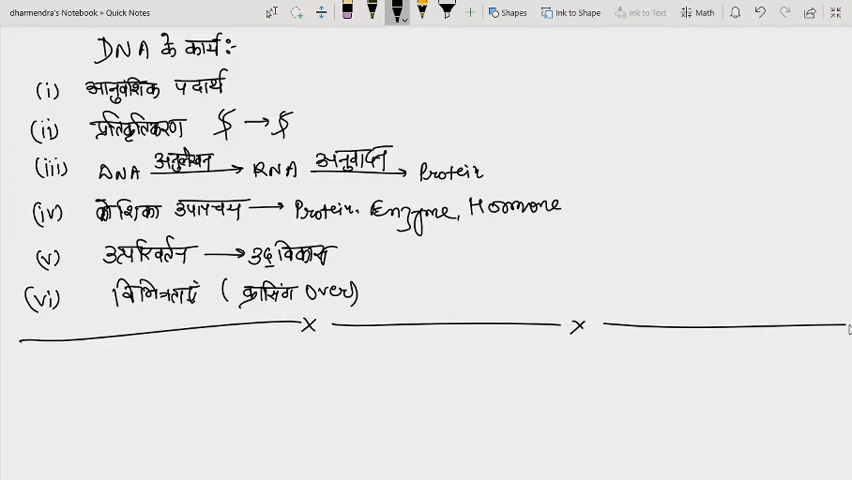 dharmendra's Notebook » Quick Notes
Shapes Ink to Shape Ink to Text Math
DNA के कार्य:-
(i) आनुवंशिक पदार्थ
(ii) प्रतिकृतिकरण →
(iii) DNA अनुलेखन → RNA अनुवादन → Protein
(iv) कोशिका उपापचय → Protein. Enzyme, Hormone
(v) उत्परिवर्तन → उद्विकास
(vi) विभिन्नताएं (क्रासिंग Over)
x x